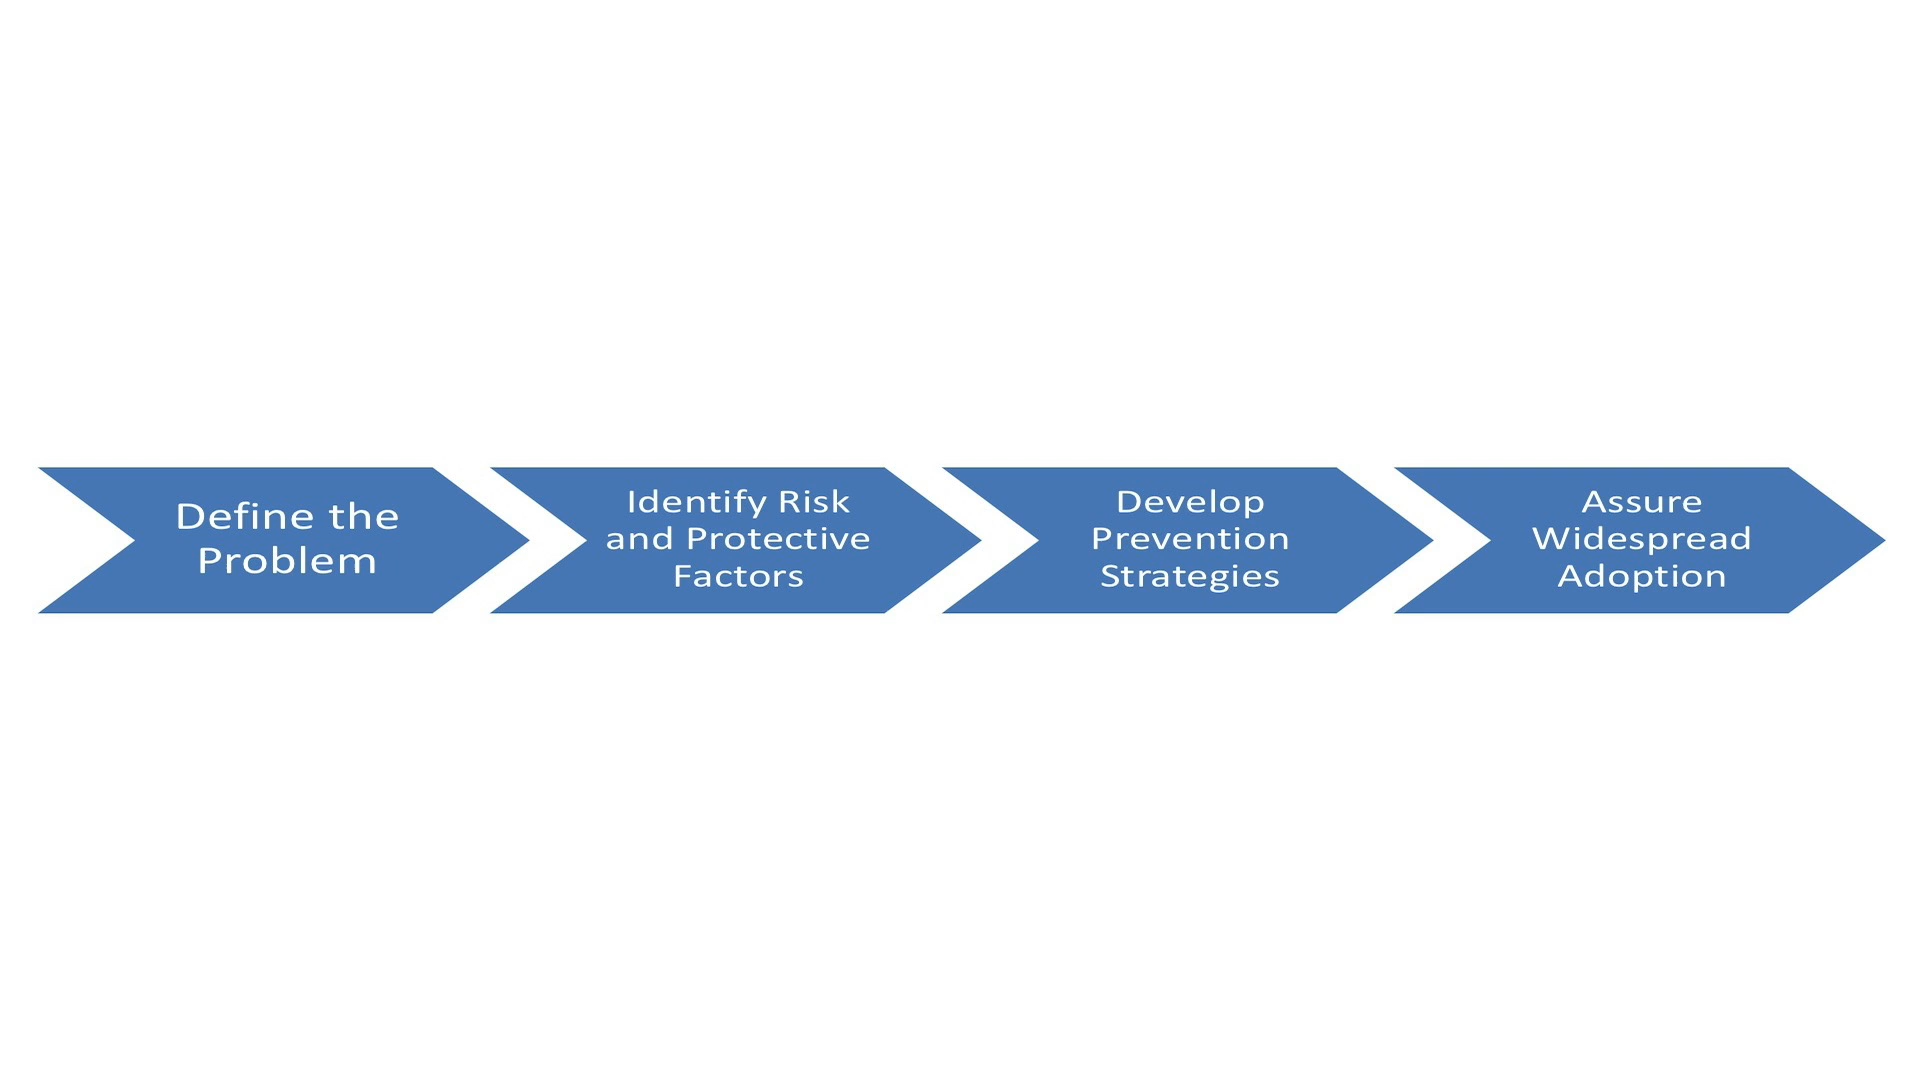 Define the
Problem
Identify Risk
and Protective
Factors
Develop
Prevention
Strategies
Assure
Widespread
Adoption